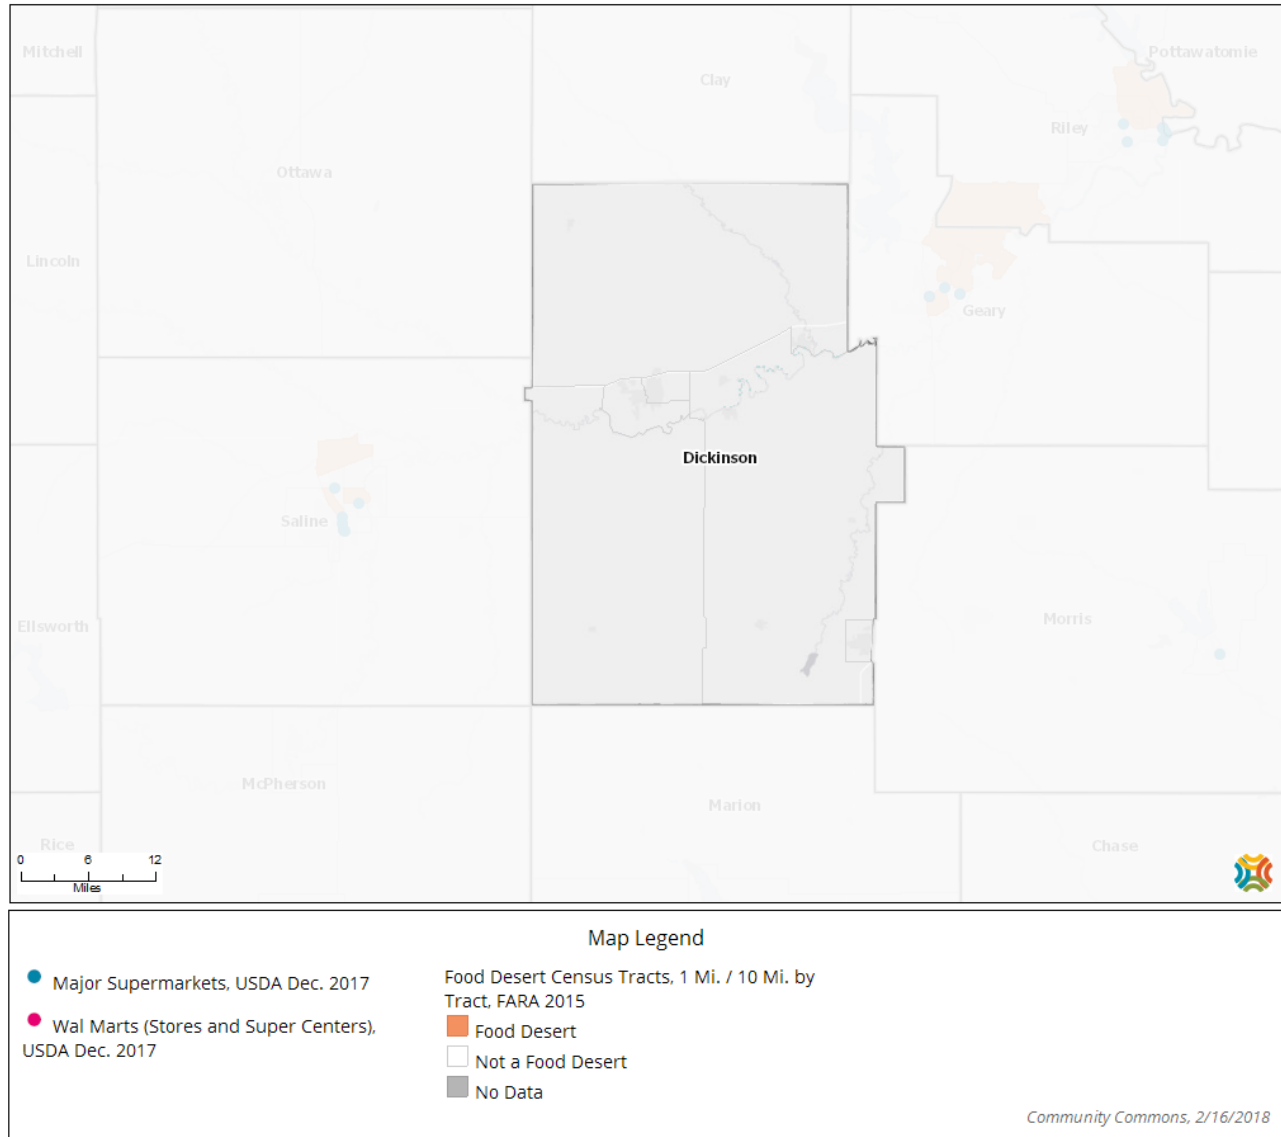 Mitchell
Pottawatomie
Clay
Riley
Ottawa
Lincoln
Geary
Dickinson
Saline
Ellsworth
Morris
McPherson
Marion
Rice
Chase
0 6 12
Miles
Map Legend
Major Supermarkets, USDA Dec. 2017
Wal Marts (Stores and Super Centers),
USDA Dec. 2017
Food Desert Census Tracts, 1 Mi. / 10 Mi. by
Tract, FARA 2015
Food Desert
Not a Food Desert
No Data
Community Commons, 2/16/2018